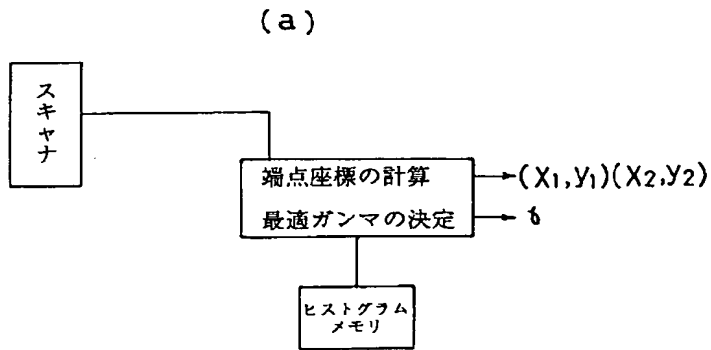 (a)
スキャナ
端点座標の計算
(X1,y1)(X2,y2)
最適ガンマの決定
γ
ヒストグラム
メモリ